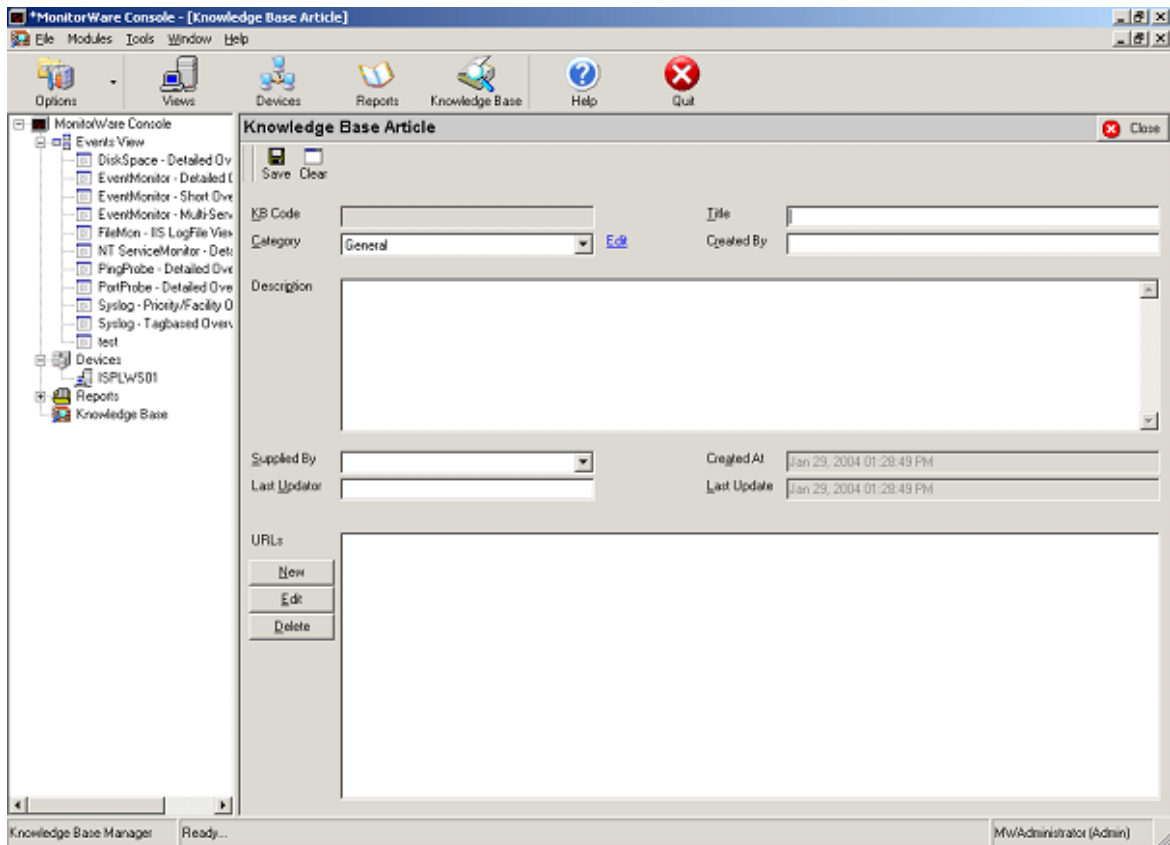 *MonitorWare Console - [Knowledge Base Article]
File Modules Tools Window Help
Options Views Devices Reports Knowledge Base Help Quit
MonitorWare Console
Events View
DiskSpace - Detailed Ov
EventMonitor - Detailed O
EventMonitor - Short Ove
EventMonitor - Multi-Serv
FileMon - IIS LogFile View
NT ServiceMonitor - Deta
PingProbe - Detailed Ove
PortProbe - Detailed Ove
Syslog - Priority/Facility O
Syslog - Tagbased Overv
test
Devices
ISPLWS01
Reports
Knowledge Base
Knowledge Base Article
Close
Save Clear
KB Code
Title
Category General Edit
Created By
Description
Supplied By
Created At Jan 29, 2004 01:28:49 PM
Last Updator
Last Update Jan 29, 2004 01:28:49 PM
URLs
New
Edit
Delete
Knowledge Base Manager Ready... MWAdministrator (Admin)